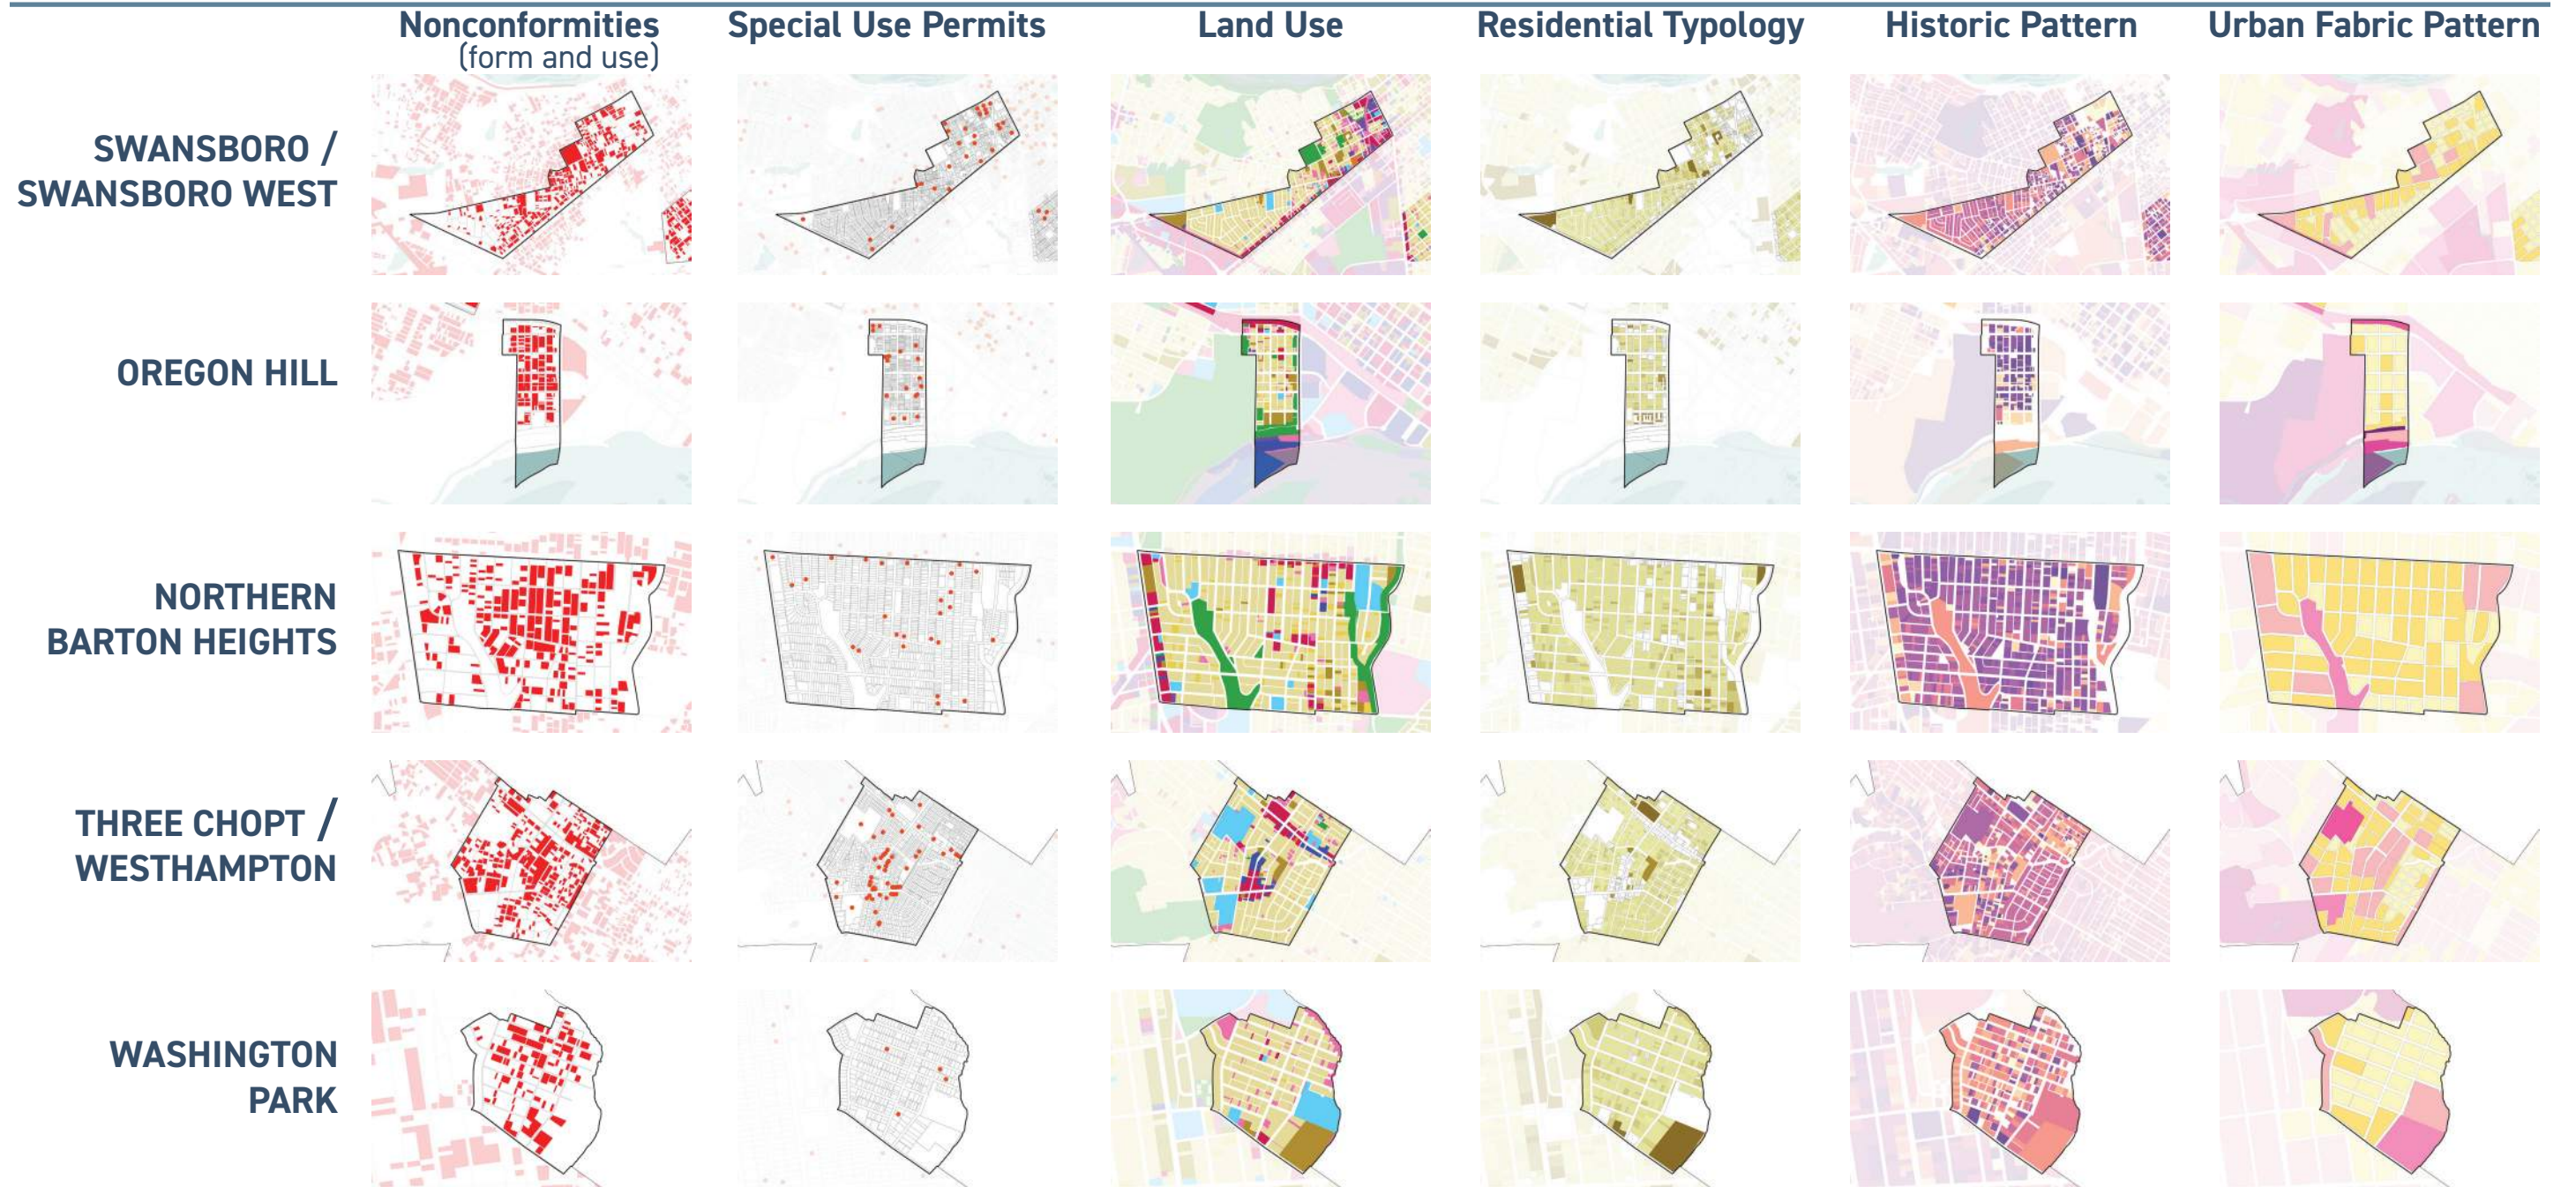 Nonconformities
(form and use)
Special Use Permits
Land Use
Residential Typology
Historic Pattern
Urban Fabric Pattern
SWANSBORO /
SWANSBORO WEST
OREGON HILL
NORTHERN
BARTON HEIGHTS
THREE CHOPT /
WESTHAMPTON
WASHINGTON
PARK